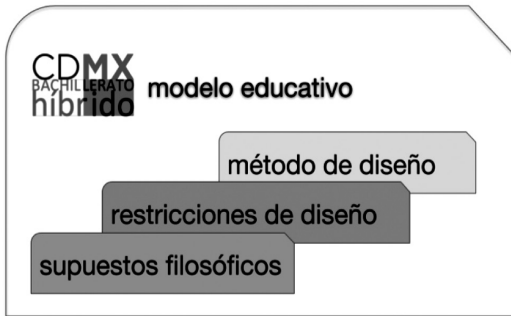 CDMX
BACHILLERATO
híbrido
modelo educativo
método de diseño
restricciones de diseño
supuestos filosóficos